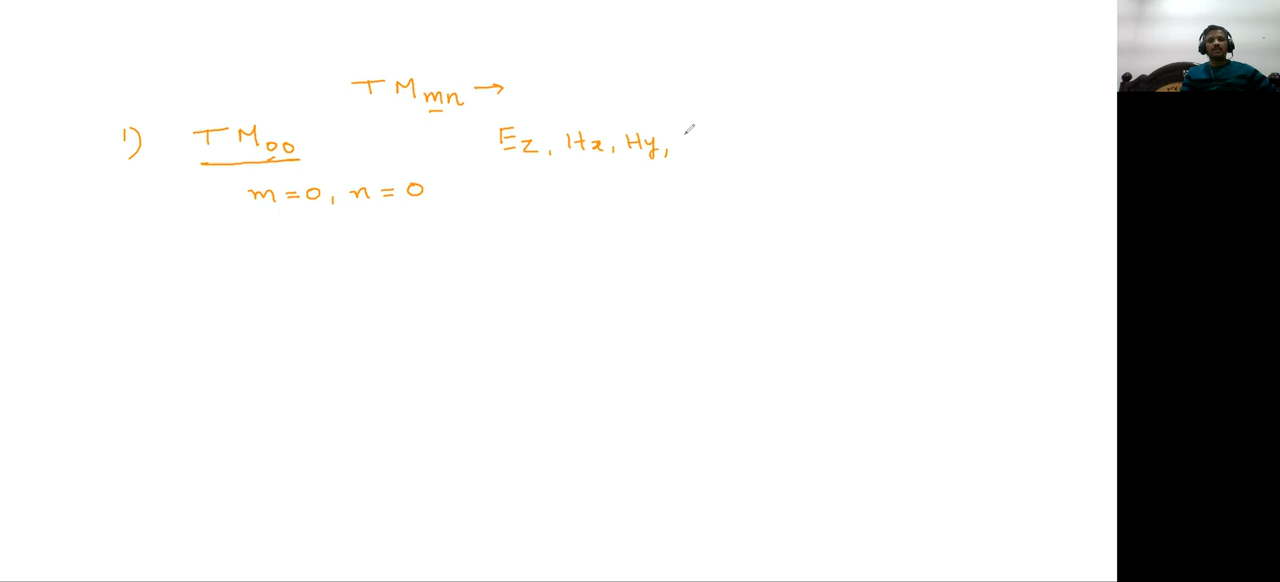 TMmn →
1) TM00
Ez, Hx, Hy,
m = 0, n = 0